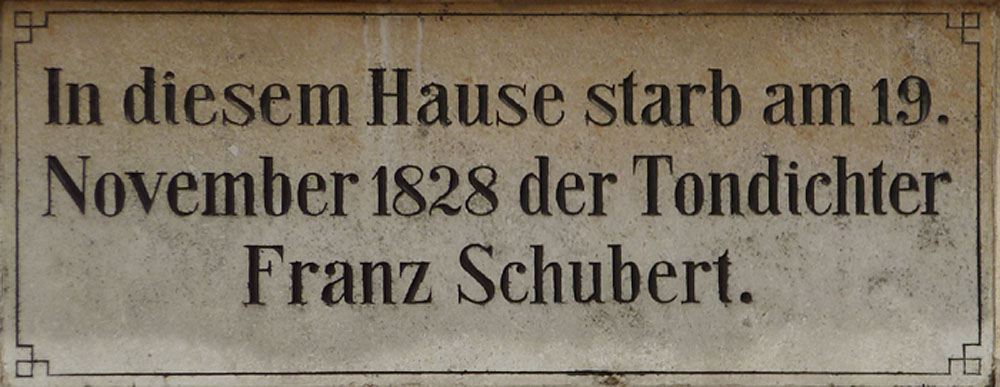 In diesem Hause starb am 19.
November 1828 der Tondichter
Franz Schubert.